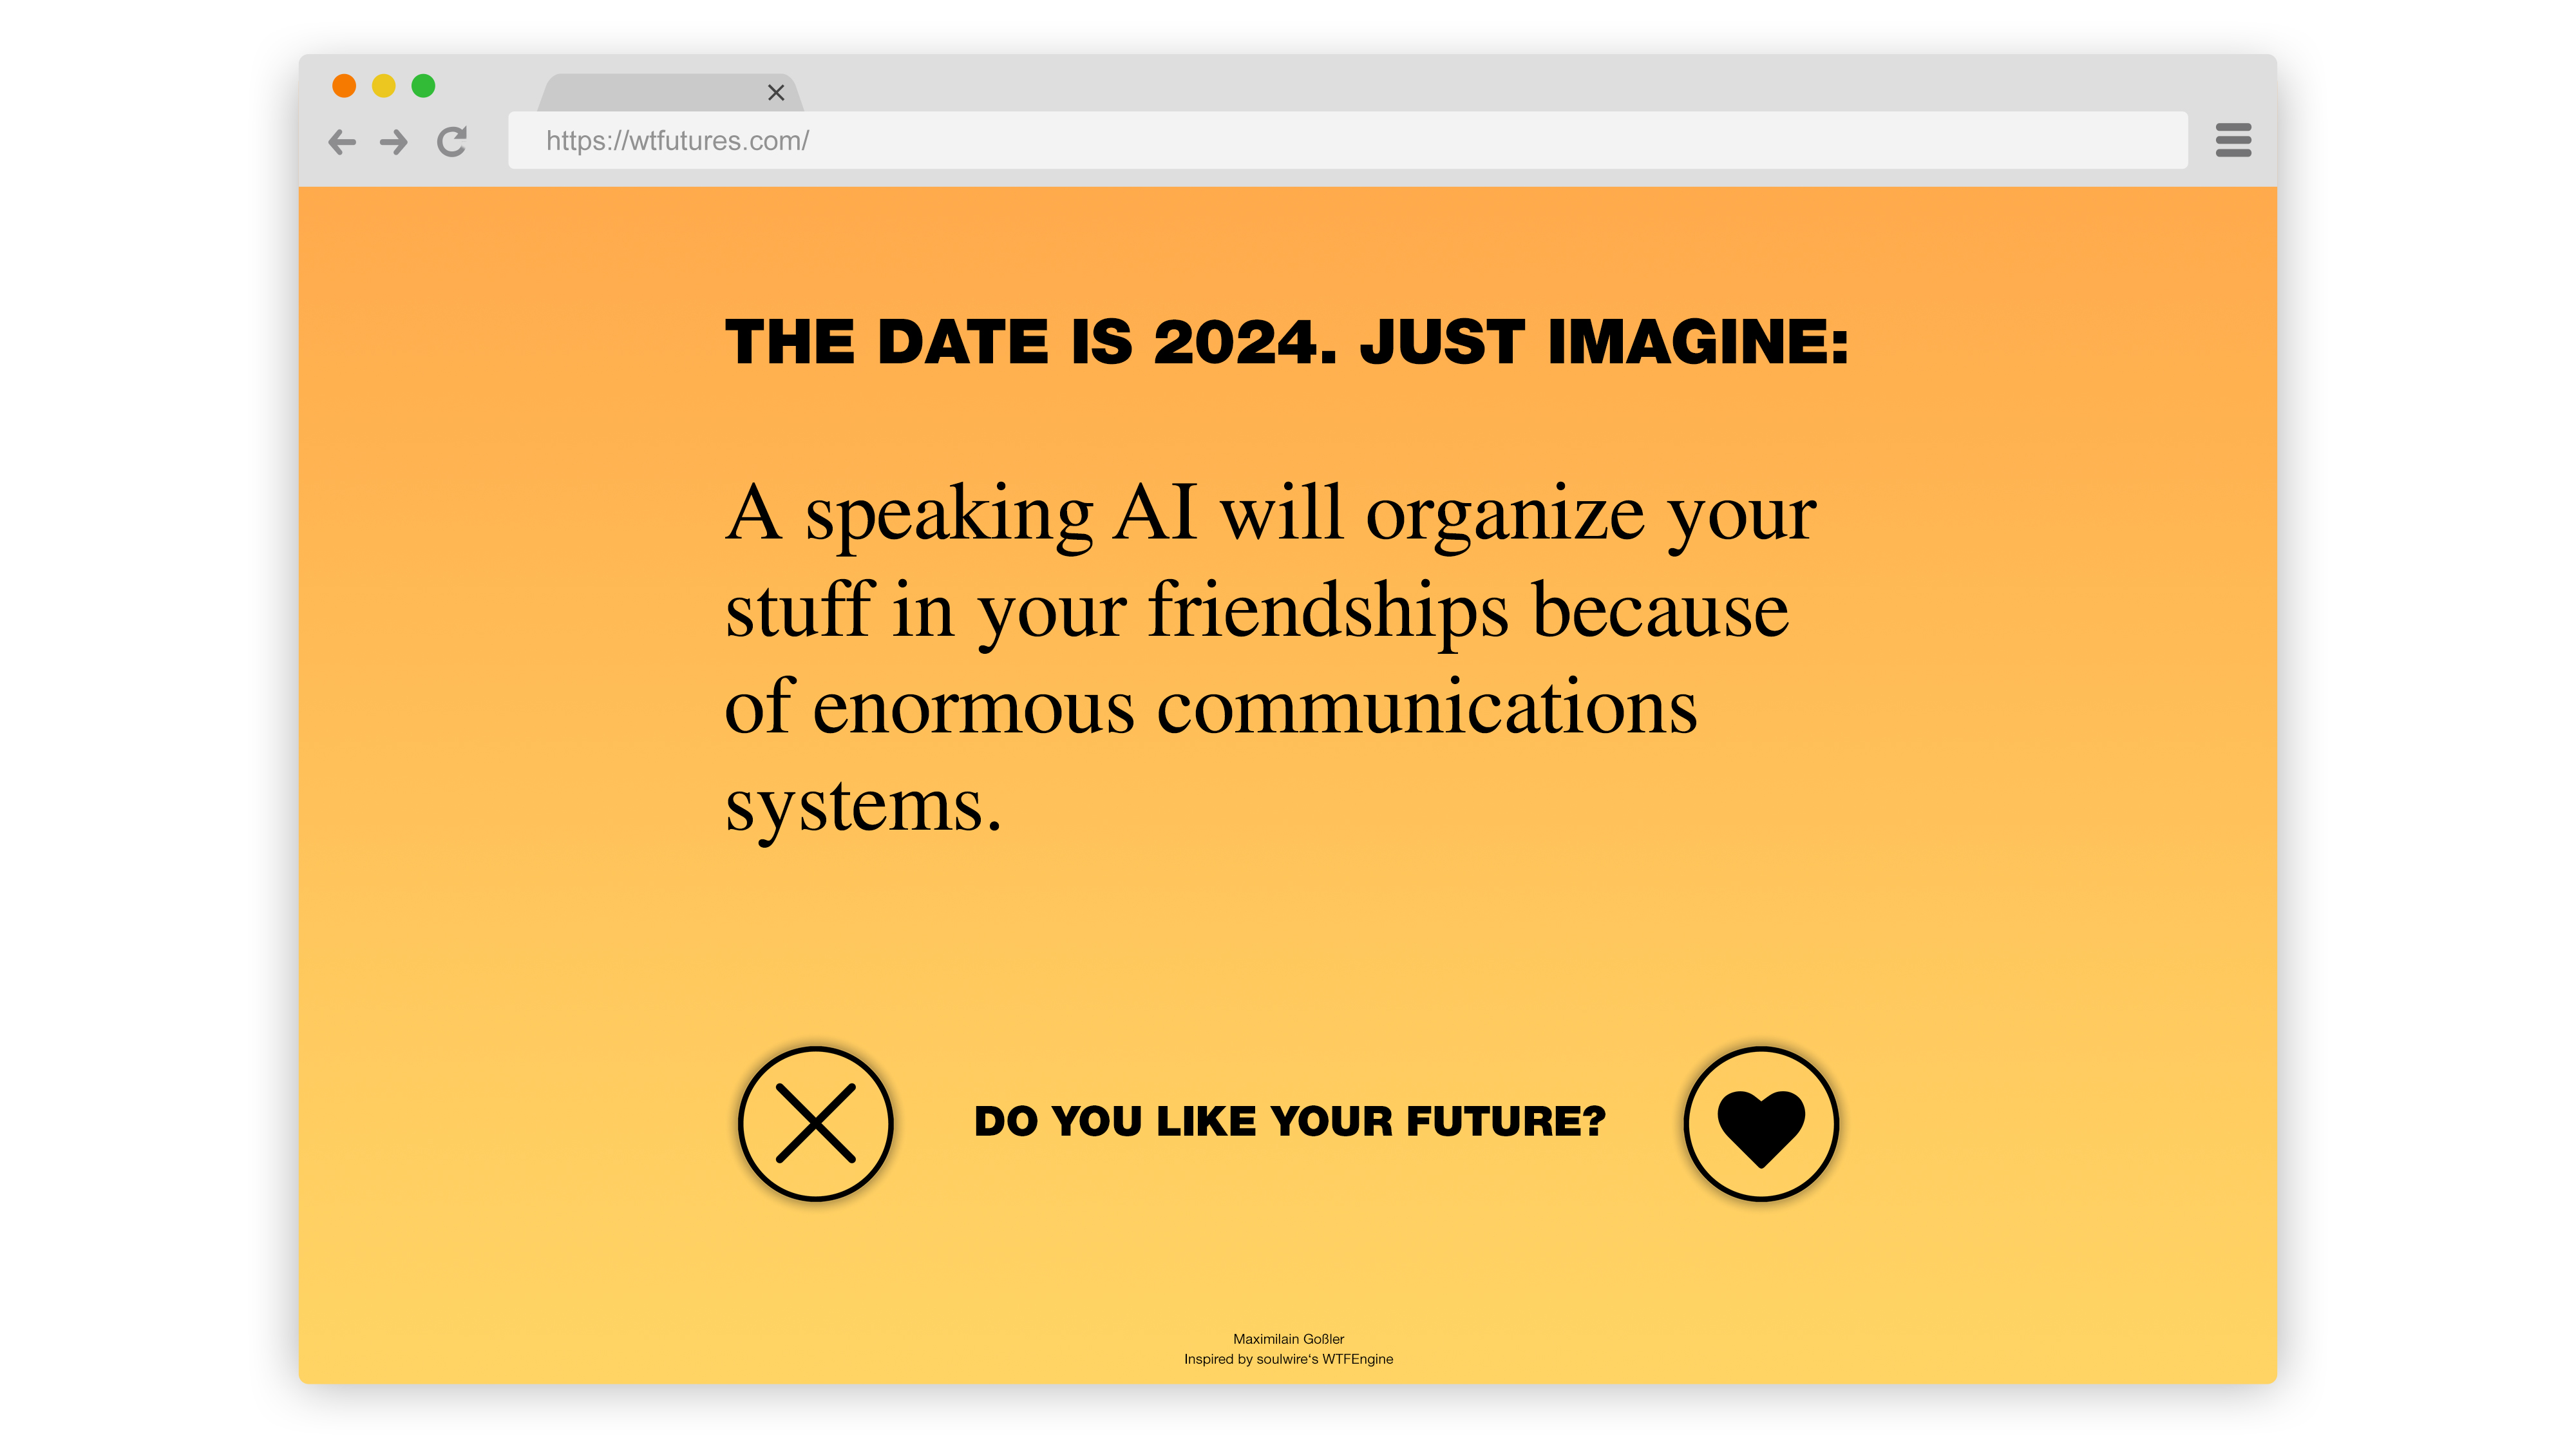 https://wtfutures.com/
THE DATE IS 2024. JUST IMAGINE:
A speaking AI will organize your
stuff in your friendships because
of enormous communications
systems.
DO YOU LIKE YOUR FUTURE?
Maximilain Goßler
Inspired by soulwire‘s WTFEngine